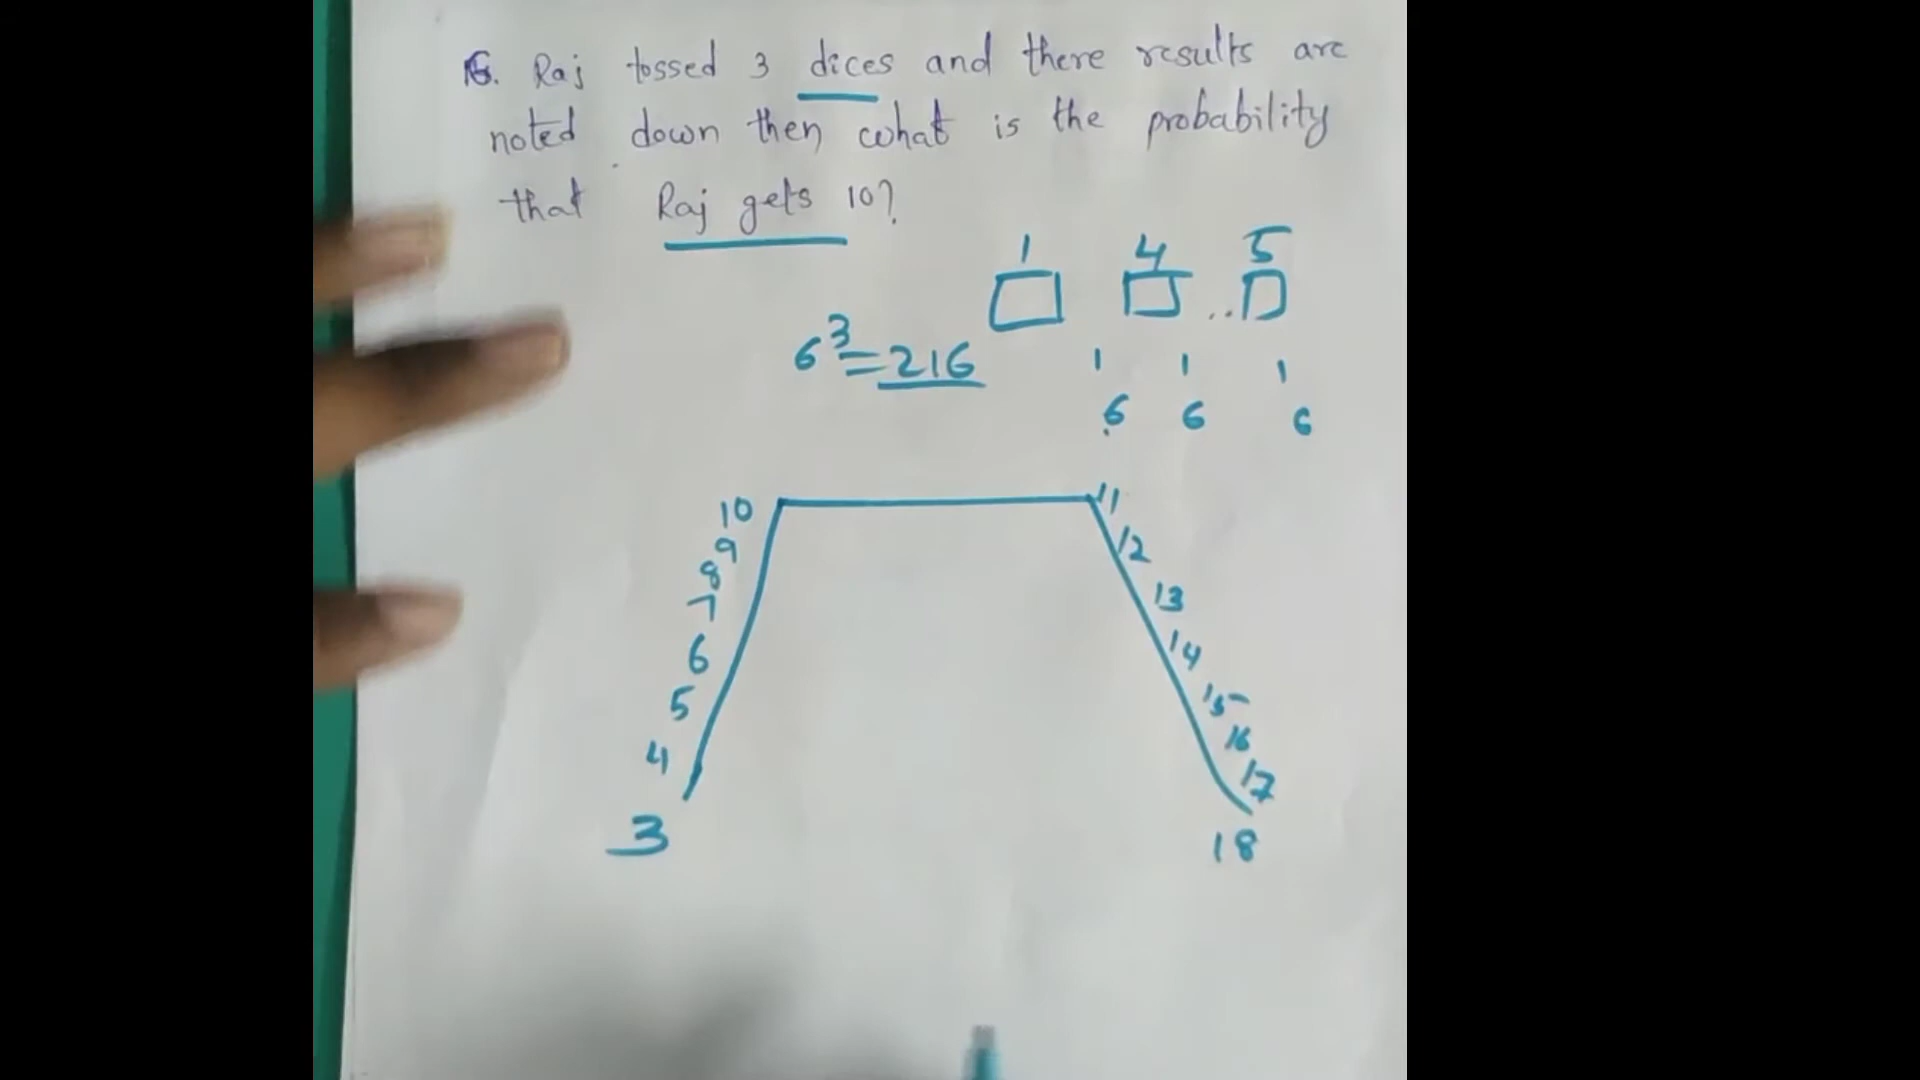 6. Raj tossed 3 dices and there results are
noted down then what is the probability
that Raj gets 10?
1 4 5
6³=216
1 1 1
6 6 6
10 11
9 12
8 13
7 14
6 15
5 16
4 17
3 18